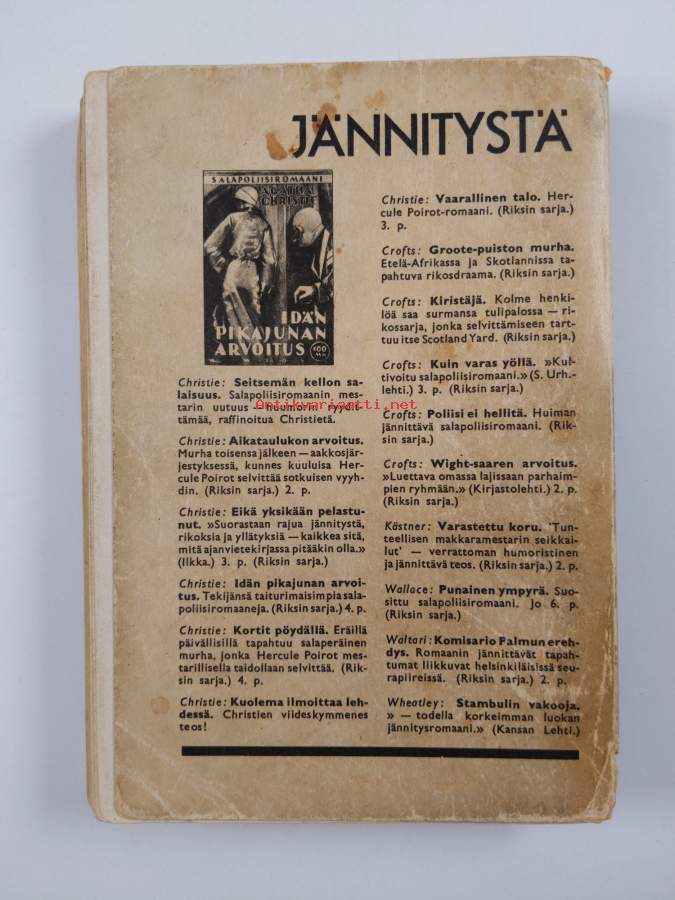 JÄNNITYSTÄ
SALAPOLIISIROMAANI
AGATHA
CHRISTIE
IDÄN
PIKAJUNAN
ARVOITUS
Christie: Seitsemän kellon sa-
laisuus. Salapoliisiromaanin mes-
tarin uutuus — huumorin ryydit-
tämää, raffinoitua Christietä.
Christie: Aikataulukon arvoitus.
Murha toisensa jälkeen — aakkosjär-
jestyksessä, kunnes kuuluisa Her-
cule Poirot selvittää sotkuisen vyyh-
din. (Riksin sarja.) 2. p.
Christie: Eikä yksikään pelastu-
nut. »Suorastaan rajua jännitystä,
rikoksia ja yllätyksiä — kaikkea sitä,
mitä ajanvietekirjassa pitääkin olla.»
(Ilkka.) 3. p. (Riksin sarja.)
Christie: Idän pikajunan arvoi-
tus. Tekijänsä taiturimaisimpia sala-
poliisiromaaneja. (Riksin sarja.) 4. p.
Christie: Kortit pöydällä. Eräillä
päivällisillä tapahtuu salaperäinen
murha, jonka Hercule Poirot mes-
tarillisella taidollaan selvittää. (Rik-
sin sarja.) 4. p.
Christie: Kuolema ilmoittaa leh-
dessä. Christien viideskymmenes
teos!
Christie: Vaarallinen talo. Her-
cule Poirot-romaani. (Riksin sarja.)
3. p.
Crofts: Groote-puiston murha.
Etelä-Afrikassa ja Skotlannissa ta-
pahtuva rikosdraama. (Riksin sarja.)
Crofts: Kiristäjä. Kolme henki-
löä saa surmansa tulipalossa — ri-
kossarja, jonka selvittämiseen tart-
tuu itse Scotland Yard. (Riksin sarja.)
Crofts: Kuin varas yöllä. »Kul-
tivoitu salapoliisiromaani.» (S. Urh.-
lehti.) 3. p. (Riksin sarja.)
Crofts: Poliisi ei hellitä. Huiman
jännittävä salapoliisiromaani. (Rik-
sin sarja.)
Crofts: Wight-saaren arvoitus.
»Luettava omassa lajissaan parhaim-
pien ryhmään.» (Kirjastolehti.) 2. p.
(Riksin sarja.)
Kästner: Varastettu koru. 'Tun-
teellisen makkaramestarin seikkai-
lut' — verrattoman humoristinen
ja jännittävä teos. (Riksin sarja.) 2. p.
Wallace: Punainen ympyrä. Suo-
sittu salapoliisiromaani. Jo 6. p.
(Riksin sarja.)
Waltari: Komisario Palmun ereh-
dys. Romaanin jännittävät tapah-
tumat liikkuvat helsinkiläisissä seu-
rapiireissä. (Riksin sarja.) 2. p.
Wheatley: Stambulin vakooja.
» — todella korkeimman luokan
jännitysromaani.» (Kansan Lehti.)
Antikvariaatti.net